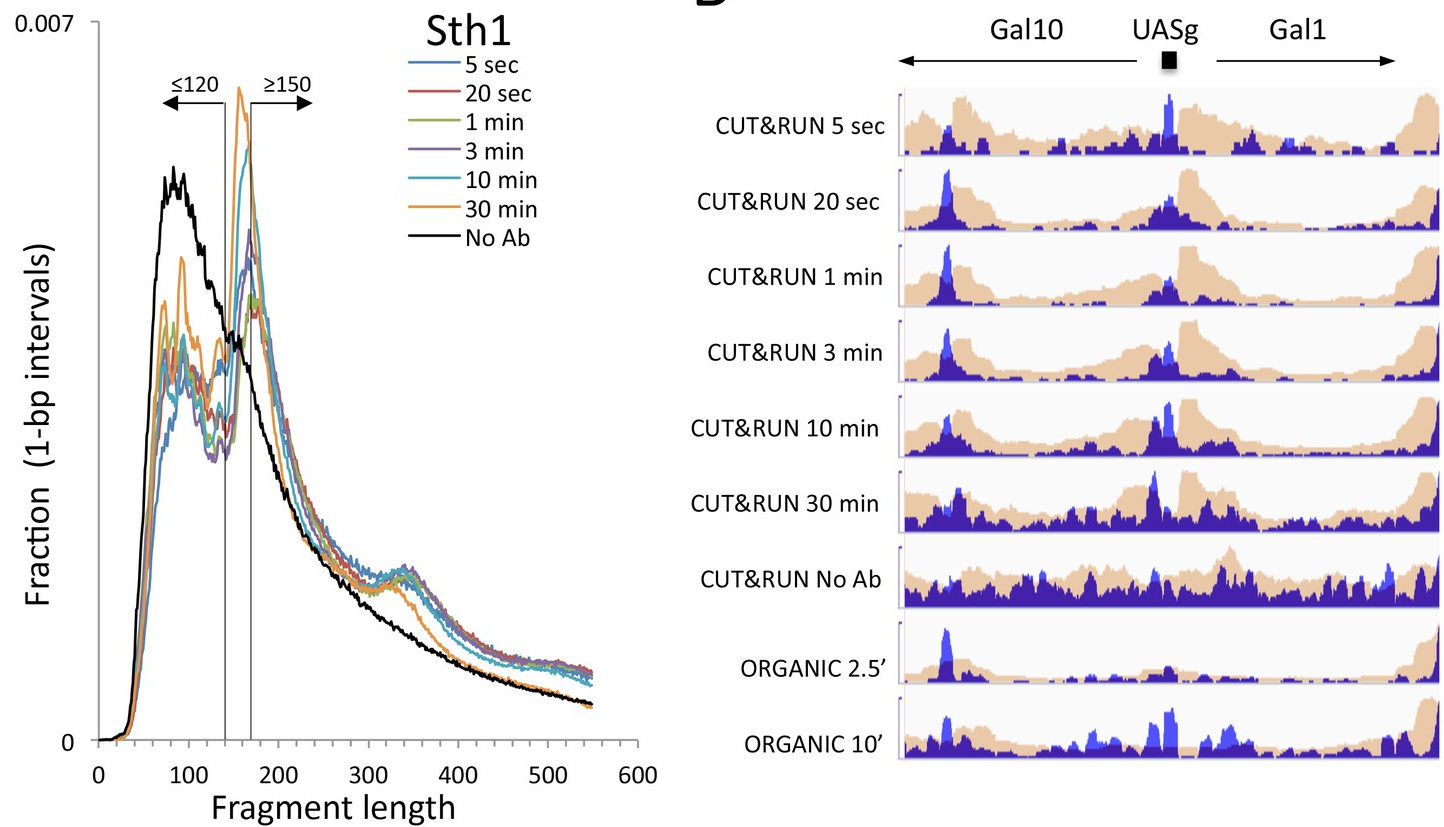 0.007
Sth1
≤120
≥150
5 sec
20 sec
1 min
3 min
10 min
30 min
No Ab
Fraction (1-bp intervals)
0
0 100 200 300 400 500 600
Fragment length
Gal10 UASg Gal1
CUT&RUN 5 sec
CUT&RUN 20 sec
CUT&RUN 1 min
CUT&RUN 3 min
CUT&RUN 10 min
CUT&RUN 30 min
CUT&RUN No Ab
ORGANIC 2.5’
ORGANIC 10’